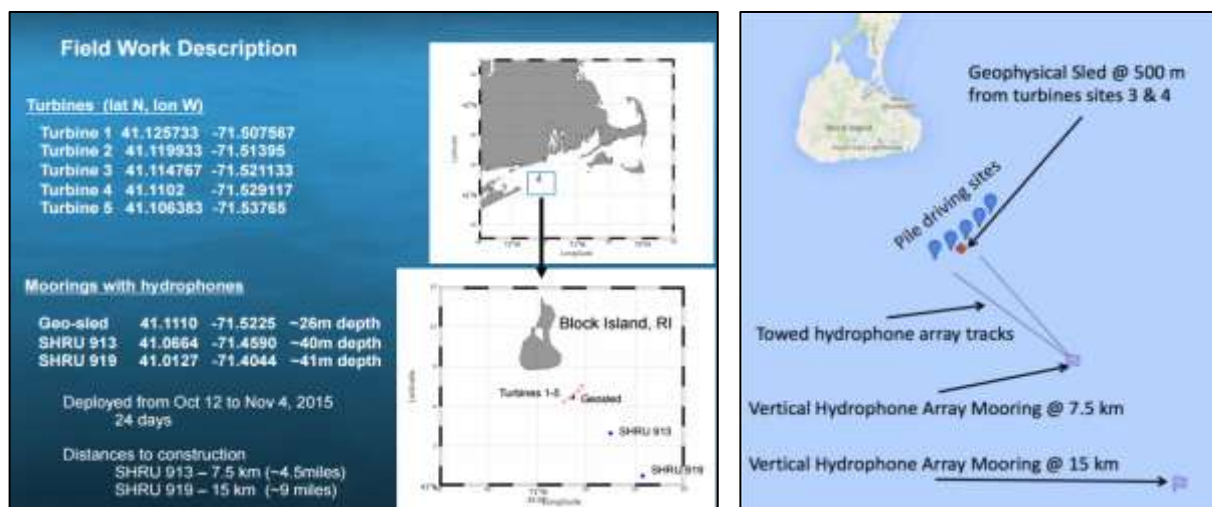 Field Work Description
Turbines (lat N, lon W)
Turbine 1 41.125733 -71.507567
Turbine 2 41.119933 -71.51395
Turbine 3 41.114767 -71.521133
Turbine 4 41.1102 -71.529117
Turbine 5 41.106383 -71.53765
Moorings with hydrophones
Geo-sled 41.1110 -71.5225 ~26m depth
SHRU 913 41.0664 -71.4590 ~40m depth
SHRU 919 41.0127 -71.4044 ~41m depth
Deployed from Oct 12 to Nov 4, 2015
24 days
Distances to construction
SHRU 913 – 7.5 km (~4.5miles)
SHRU 919 – 15 km (~9 miles)
Latitude
Longitude
Block Island, RI
Turbines 1-5
Geosled
SHRU 913
SHRU 919
Latitude
Longitude
Geophysical Sled @ 500 m
from turbines sites 3 & 4
Pile driving sites
Towed hydrophone array tracks
Vertical Hydrophone Array Mooring @ 7.5 km
Vertical Hydrophone Array Mooring @ 15 km